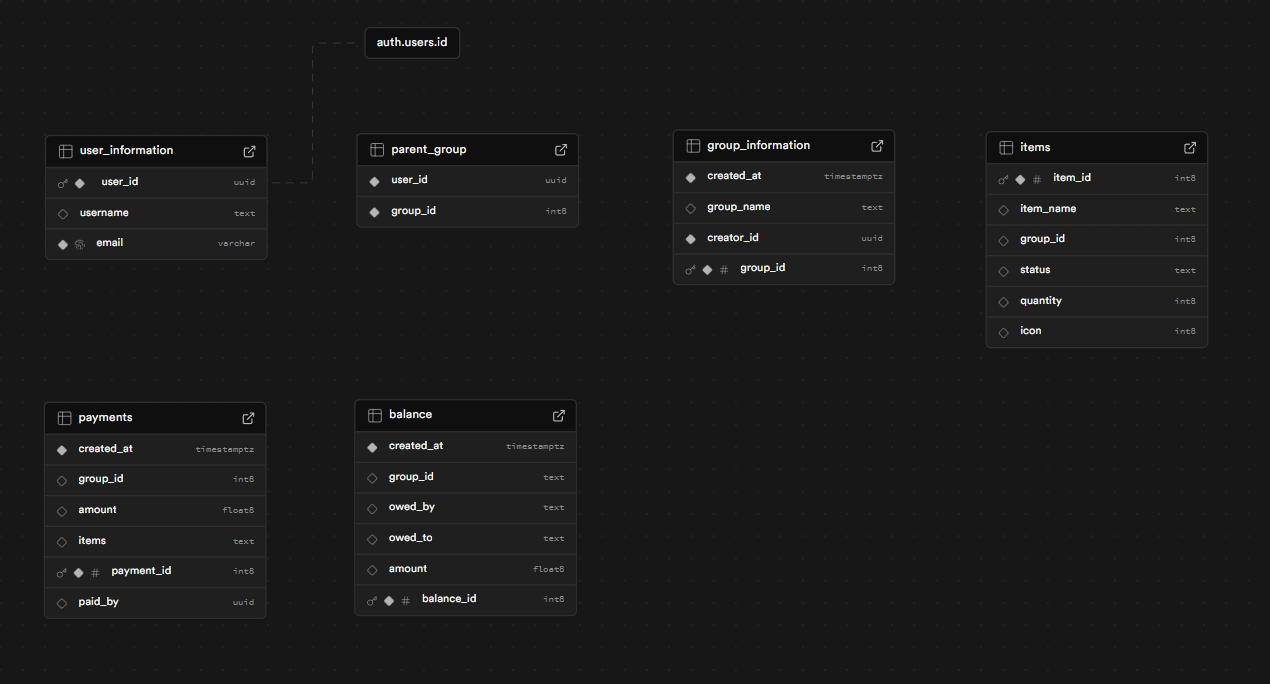 auth.users.id
user_information
user_id uuid
username text
email varchar
parent_group
user_id uuid
group_id int8
group_information
created_at timestamptz
group_name text
creator_id uuid
# group_id int8
items
# item_id int8
item_name text
group_id int8
status text
quantity int8
icon int8
payments
created_at timestamptz
group_id int8
amount float8
items text
# payment_id int8
paid_by uuid
balance
created_at timestamptz
group_id text
owed_by text
owed_to text
amount float8
# balance_id int8